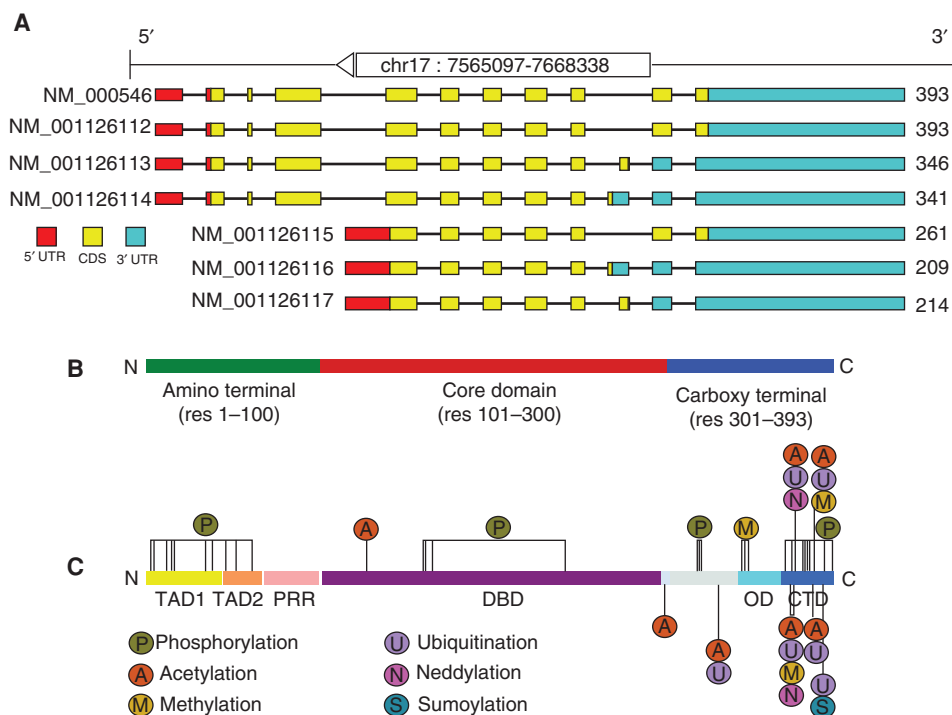 A
5′ 3′
chr17 : 7565097-7668338
NM_000546 393
NM_001126112 393
NM_001126113 346
NM_001126114 341
NM_001126115 261
NM_001126116 209
NM_001126117 214
5′ UTR CDS 3′ UTR
B
N C
Amino terminal
(res 1–100)
Core domain
(res 101–300)
Carboxy terminal
(res 301–393)
A A
U U
N M
P A P P M P
C
N C
TAD1 TAD2 PRR DBD OD CTD
A A A A
U U U
M U
N S
P Phosphorylation
A Acetylation
M Methylation
U Ubiquitination
N Neddylation
S Sumoylation